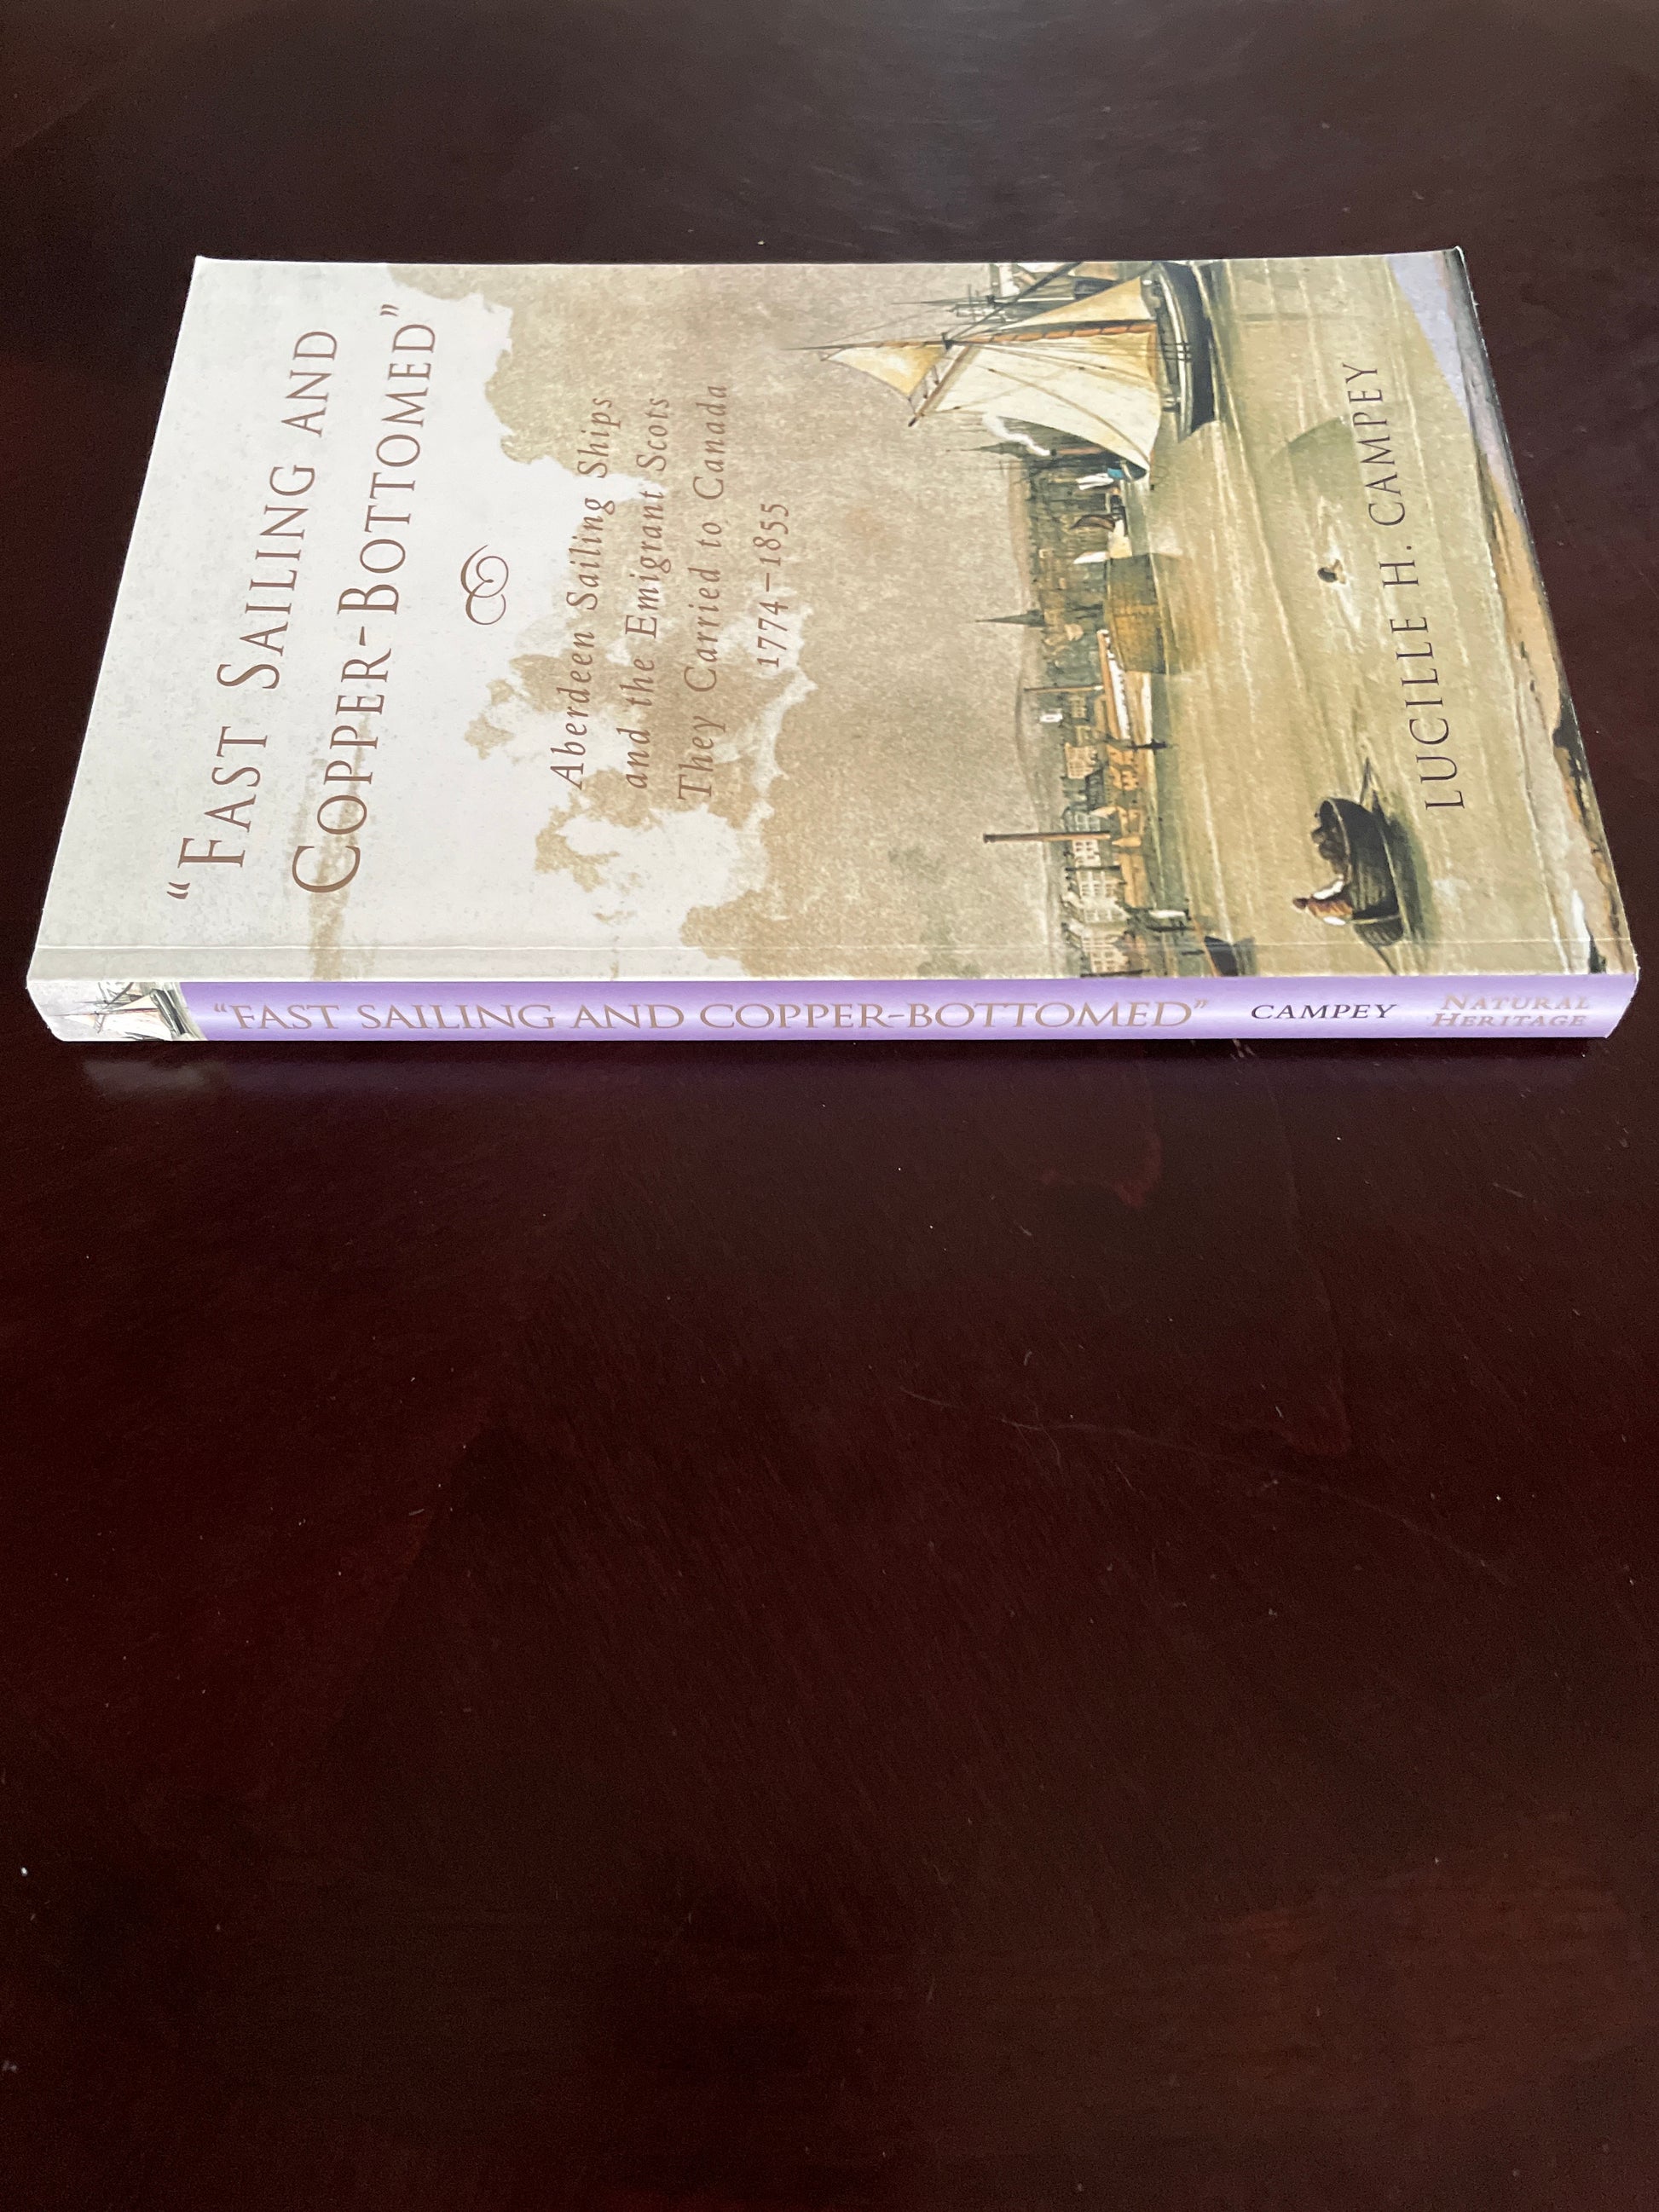 “FAST SAILING AND
COPPER-BOTTOMED”
Aberdeen Sailing Ships
and the Emigrant Scots
They Carried to Canada
1774–1855
LUCILLE H. CAMPEY
“FAST SAILING AND COPPER-BOTTOMED” CAMPEY
NATURAL
HERITAGE